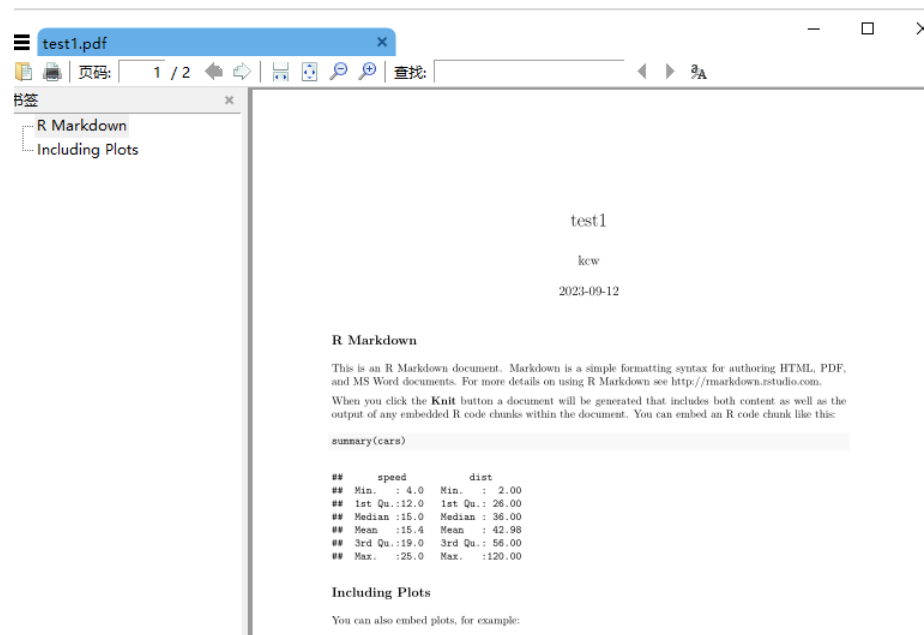 test1.pdf
页码: 1 / 2 查找:
书签
R Markdown
Including Plots
test1
kcw
2023-09-12
R Markdown
This is an R Markdown document. Markdown is a simple formatting syntax for authoring HTML, PDF,
and MS Word documents. For more details on using R Markdown see http://rmarkdown.rstudio.com.
When you click the Knit button a document will be generated that includes both content as well as the
output of any embedded R code chunks within the document. You can embed an R code chunk like this:
summary(cars)
##      speed           dist
##  Min.   : 4.0   Min.   :  2.00
##  1st Qu.:12.0   1st Qu.: 26.00
##  Median :15.0   Median : 36.00
##  Mean   :15.4   Mean   : 42.98
##  3rd Qu.:19.0   3rd Qu.: 56.00
##  Max.   :25.0   Max.   :120.00
Including Plots
You can also embed plots, for example: